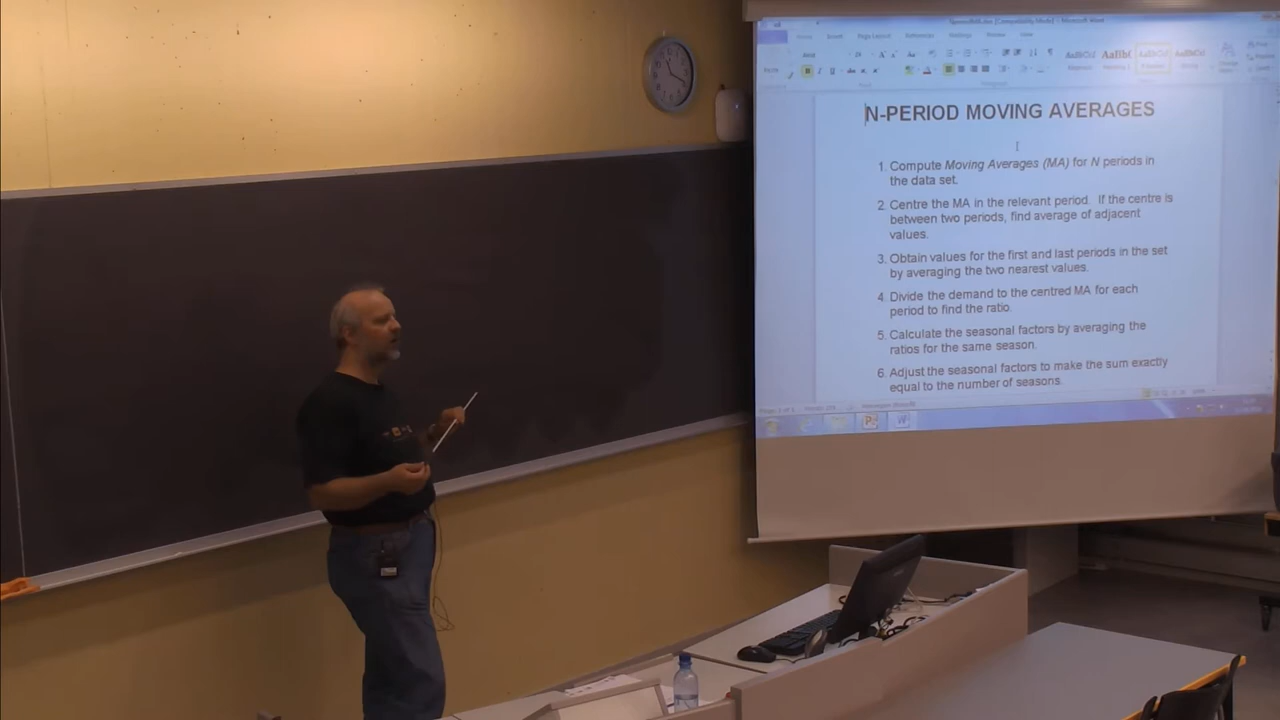 N-PERIOD MOVING AVERAGES
1. Compute Moving Averages (MA) for N periods in
the data set.
2. Centre the MA in the relevant period. If the centre is
between two periods, find average of adjacent
values.
3. Obtain values for the first and last periods in the set
by averaging the two nearest values.
4. Divide the demand to the centred MA for each
period to find the ratio.
5. Calculate the seasonal factors by averaging the
ratios for the same season.
6. Adjust the seasonal factors to make the sum exactly
equal to the number of seasons.